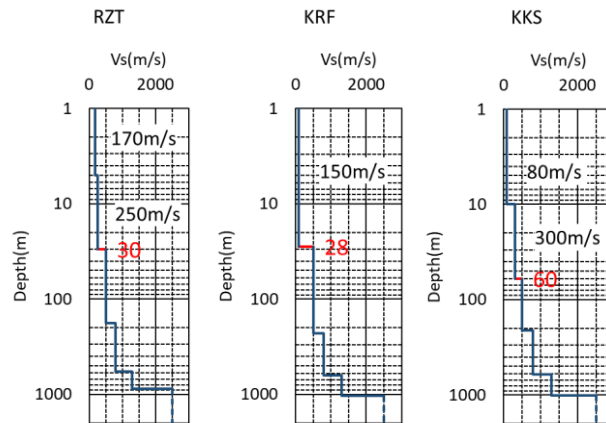 RZT
Vs(m/s)
0 2000
1
10
100
1000
Depth(m)
170m/s
250m/s
30
KRF
Vs(m/s)
0 2000
1
10
100
1000
Depth(m)
150m/s
28
KKS
Vs(m/s)
0 2000
1
10
100
1000
Depth(m)
80m/s
300m/s
60